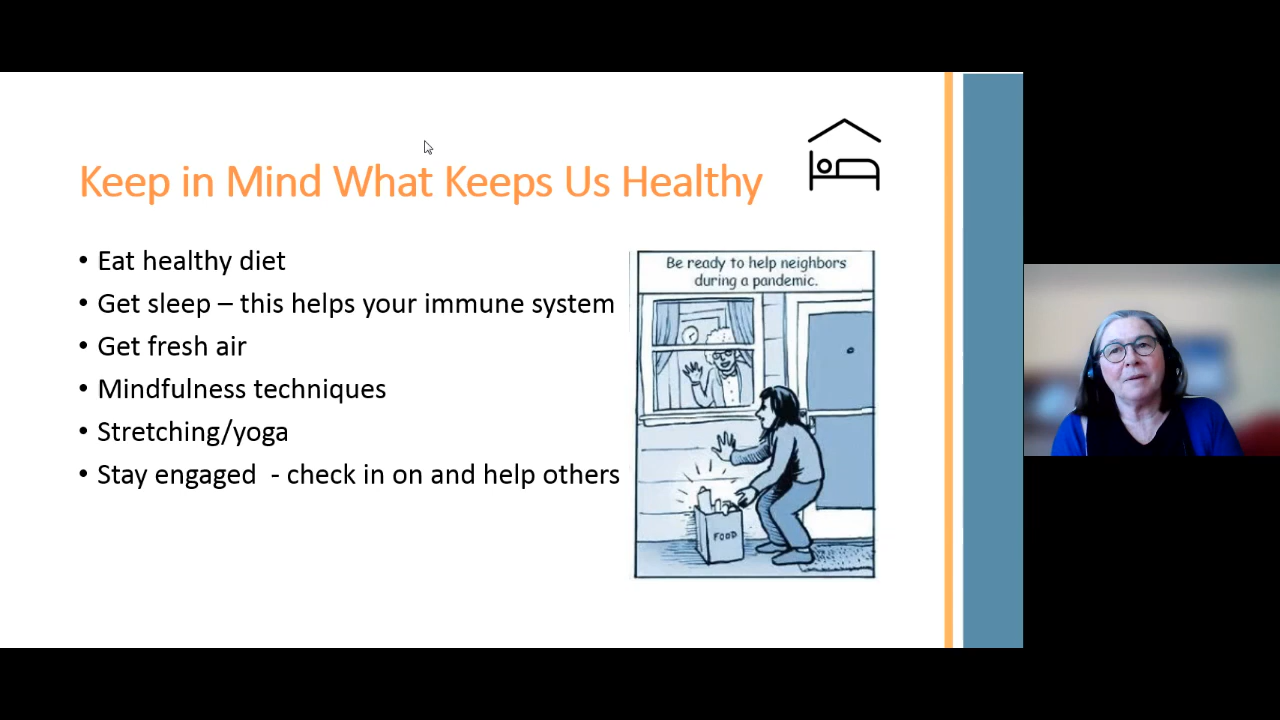 Keep in Mind What Keeps Us Healthy
• Eat healthy diet
• Get sleep – this helps your immune system
• Get fresh air
• Mindfulness techniques
• Stretching/yoga
• Stay engaged  - check in on and help others
Be ready to help neighbors
during a pandemic.
FOOD